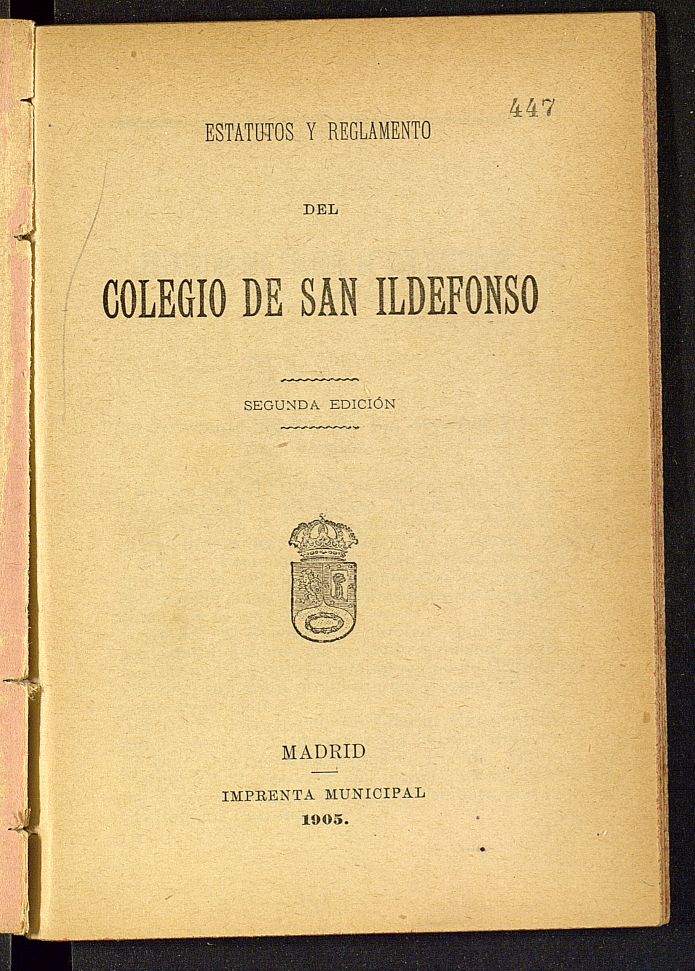 447
ESTATUTOS Y REGLAMENTO
DEL
COLEGIO DE SAN ILDEFONSO
SEGUNDA EDICIÓN
MADRID
IMPRENTA MUNICIPAL
1905.